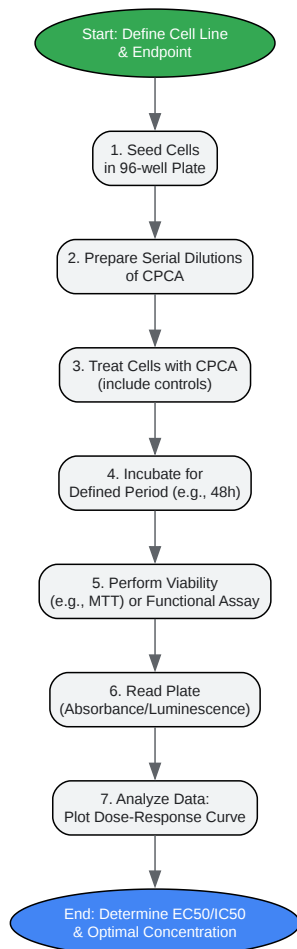 Start: Define Cell Line
& Endpoint
1. Seed Cells
in 96-well Plate
2. Prepare Serial Dilutions
of CPCA
3. Treat Cells with CPCA
(include controls)
4. Incubate for
Defined Period (e.g., 48h)
5. Perform Viability
(e.g., MTT) or Functional Assay
6. Read Plate
(Absorbance/Luminescence)
7. Analyze Data:
Plot Dose-Response Curve
End: Determine EC50/IC50
& Optimal Concentration